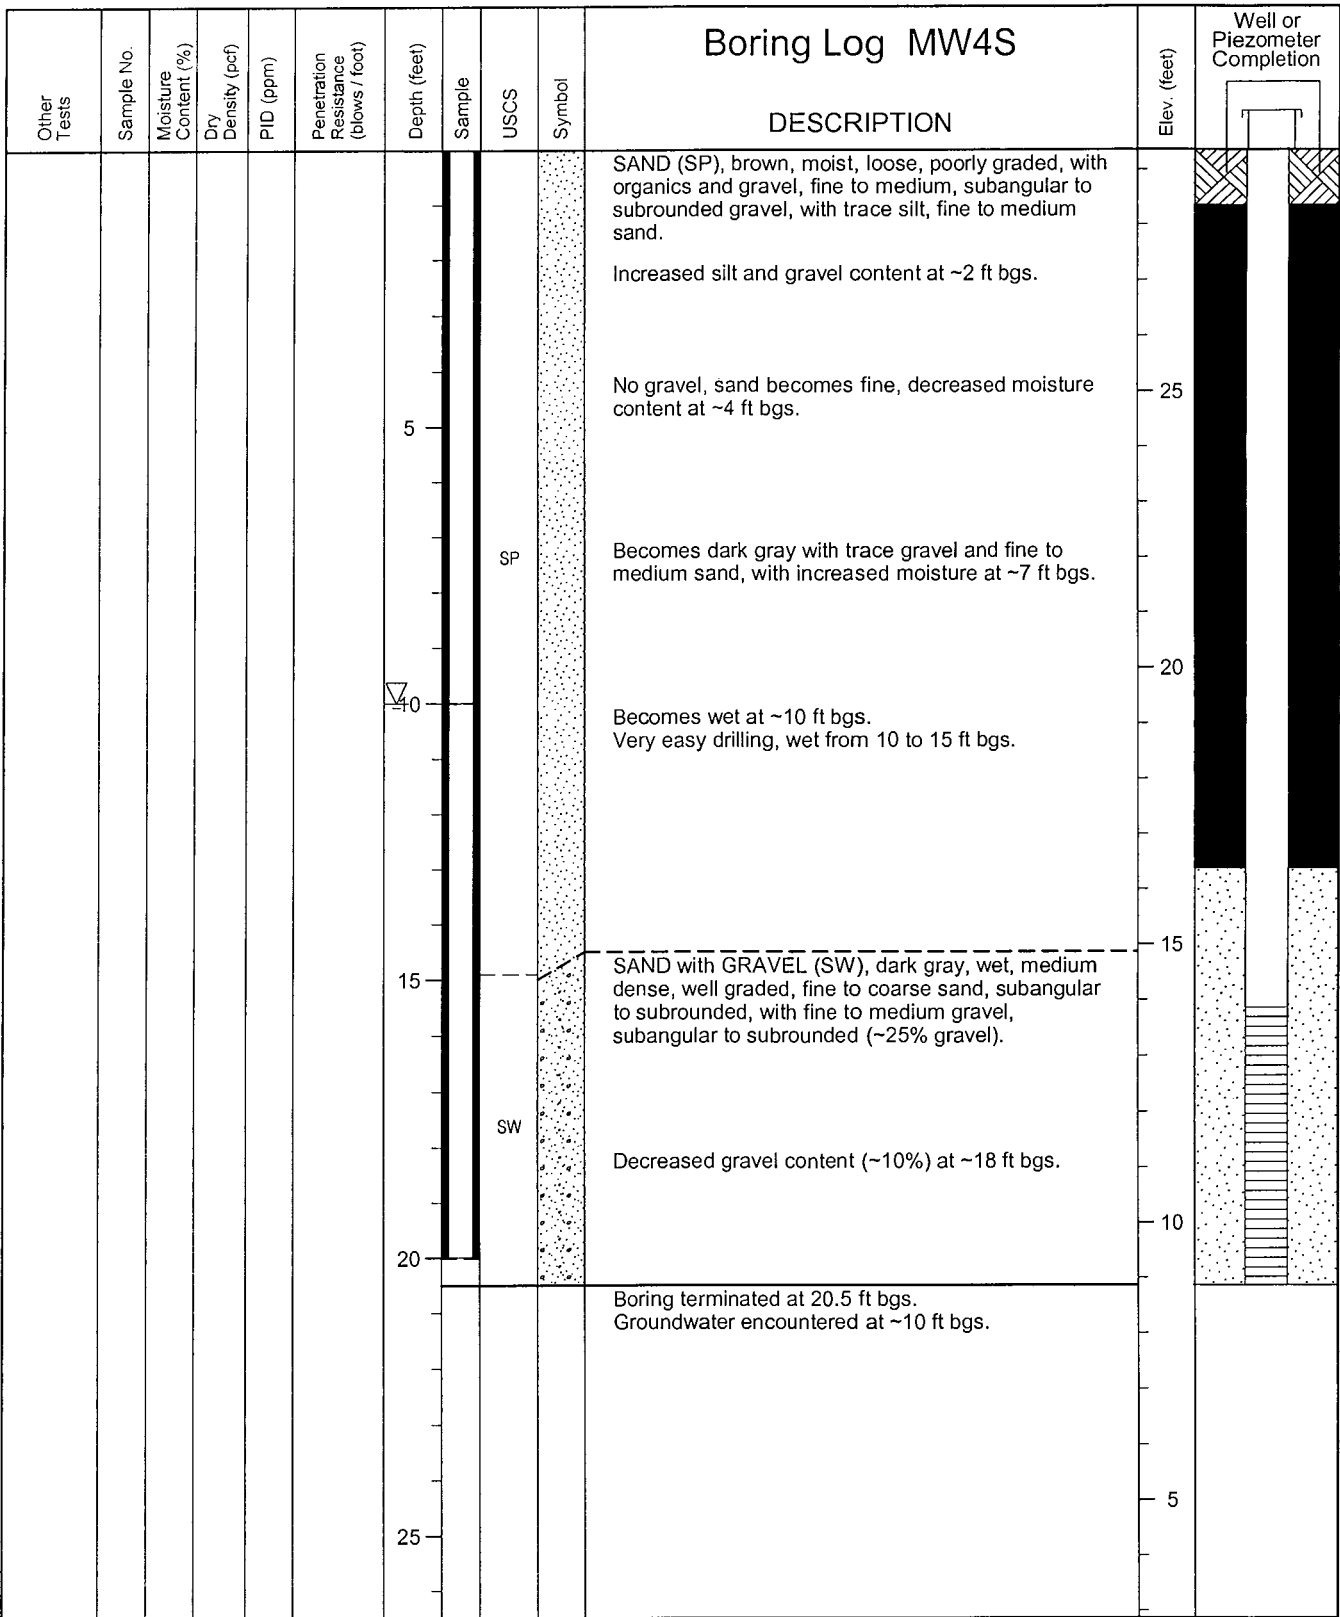 Boring Log MW4S
Other
Tests
Sample No.
Moisture
Content (%)
Dry
Density (pcf)
PID (ppm)
Penetration
Resistance
(blows / foot)
Depth (feet)
Sample
USCS
Symbol
DESCRIPTION
Elev. (feet)
Well or
Piezometer
Completion
SAND (SP), brown, moist, loose, poorly graded, with
organics and gravel, fine to medium, subangular to
subrounded gravel, with trace silt, fine to medium
sand.
Increased silt and gravel content at ~2 ft bgs.
No gravel, sand becomes fine, decreased moisture
content at ~4 ft bgs.
25
5
SP
Becomes dark gray with trace gravel and fine to
medium sand, with increased moisture at ~7 ft bgs.
20
10
Becomes wet at ~10 ft bgs.
Very easy drilling, wet from 10 to 15 ft bgs.
15
15
SAND with GRAVEL (SW), dark gray, wet, medium
dense, well graded, fine to coarse sand, subangular
to subrounded, with fine to medium gravel,
subangular to subrounded (~25% gravel).
SW
Decreased gravel content (~10%) at ~18 ft bgs.
10
20
Boring terminated at 20.5 ft bgs.
Groundwater encountered at ~10 ft bgs.
5
25